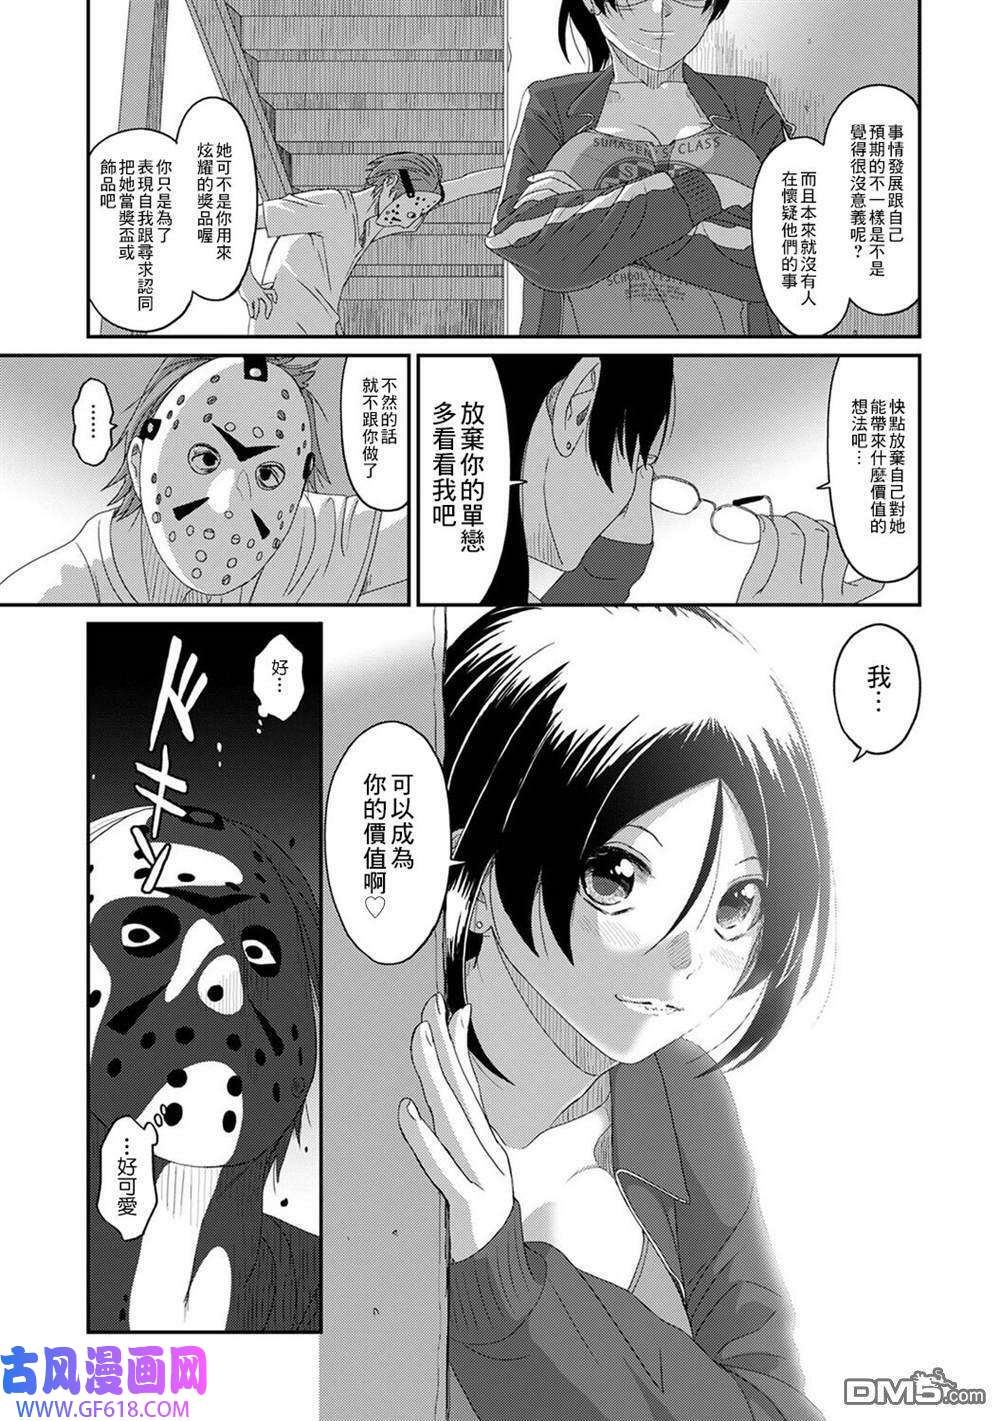 事情發展跟自己
預期的不一樣是不是
覺得很沒意義呢?
而且本來就沒有人
在懷疑他們的事
SUMASENTS CLASS
SCHOOL
她可不是你用來
炫耀的獎品喔
你只是為了
表現自我跟尋求認同
把她當獎盃或
飾品吧
快點放棄自己對她
能帶來什麼價值的
想法吧…
放棄你的單戀
多看看我吧
不然的話
就不跟你做了
……
我…
可以成為
你的價值啊♡
好…
ドキーン
…好可愛
古风漫画网
WWW.GF618.COM
DM5.com